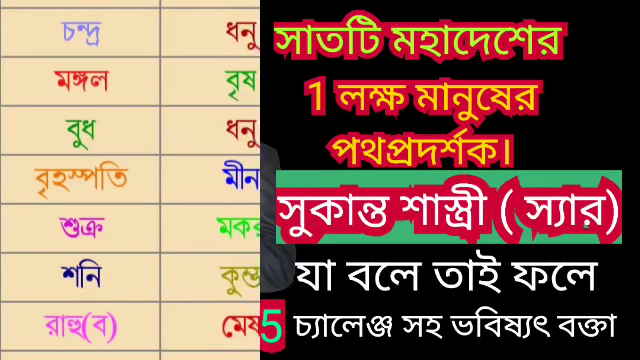 চন্দ্র ধনু
মঙ্গল বৃষ
বুধ ধনু
বৃহস্পতি মীন
শুক্র মকর
শনি কুম্ভ
রাহু(ব) মেষ
সাতটি মহাদেশের
1 লক্ষ মানুষের
পথপ্রদর্শক।
সুকান্ত শাস্ত্রী ( স্যার)
যা বলে তাই ফলে
5 চ্যালেঞ্জ সহ ভবিষ্যৎ বক্তা